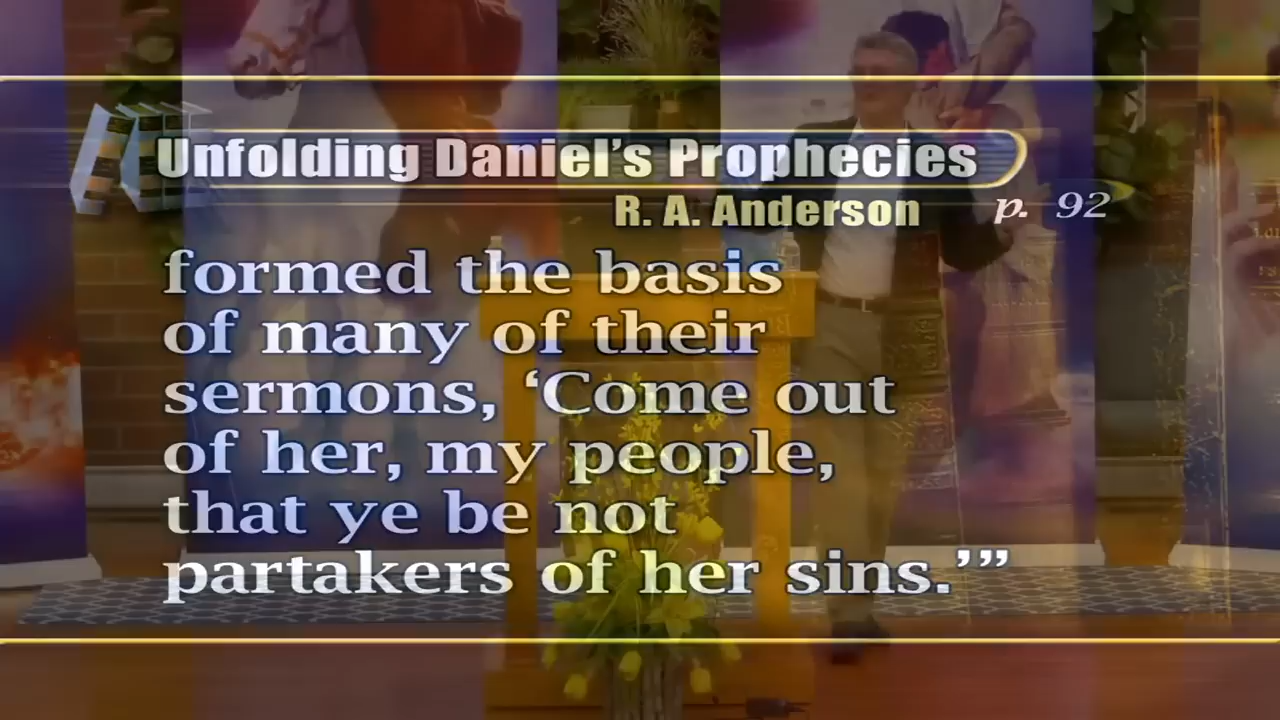 Unfolding Daniel's Prophecies
R. A. Anderson p. 92
formed the basis
of many of their
sermons, ‘Come out
of her, my people,
that ye be not
partakers of her sins.’”